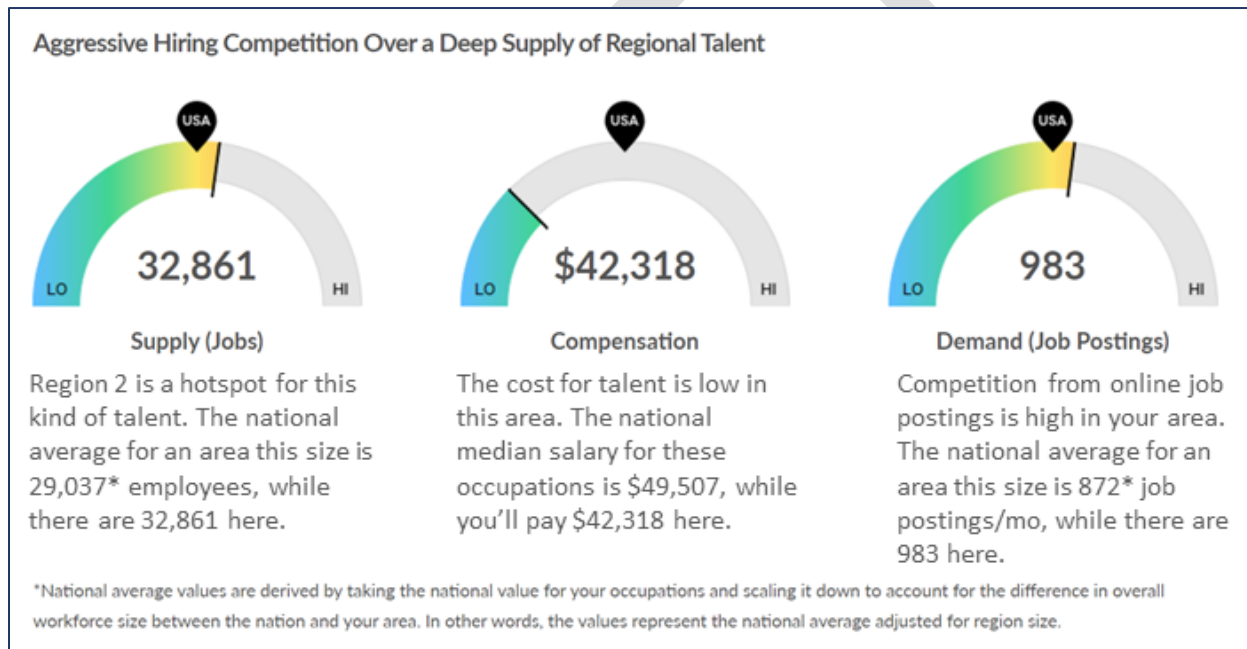 Aggressive Hiring Competition Over a Deep Supply of Regional Talent
USA
LO
32,861
HI
Supply (Jobs)
Region 2 is a hotspot for this
kind of talent. The national
average for an area this size is
29,037* employees, while
there are 32,861 here.
USA
LO
$42,318
HI
Compensation
The cost for talent is low in
this area. The national
median salary for these
occupations is $49,507, while
you'll pay $42,318 here.
USA
LO
983
HI
Demand (Job Postings)
Competition from online job
postings is high in your area.
The national average for an
area this size is 872* job
postings/mo, while there are
983 here.
*National average values are derived by taking the national value for your occupations and scaling it down to account for the difference in overall
workforce size between the nation and your area. In other words, the values represent the national average adjusted for region size.